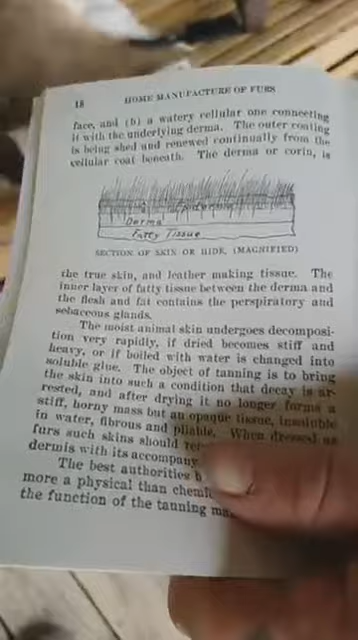 18 HOME MANUFACTURE OF FURS
face, and (b) a watery cellular one connecting
it with the underlying derma. The outer coating
is being shed and renewed continually from the
cellular coat beneath. The derma or corin, is
Epidermis
Derma
Fatty Tissue
SECTION OF SKIN OR HIDE, (MAGNIFIED)
the true skin, and leather making tissue. The
inner layer of fatty tissue between the derma and
the flesh and fat contains the perspiratory and
sebaceous glands.
The moist animal skin undergoes decomposi-
tion very rapidly, if dried becomes stiff and
heavy, or if boiled with water is changed into
soluble glue. The object of tanning is to bring
the skin into such a condition that decay is ar-
rested, and after drying it no longer forms a
stiff, horny mass but an opaque tissue, insoluble
in water, fibrous and pliable. When dressed as
furs such skins should
dermis with its accompany
The best authorities
more a physical than
the function of the tanning